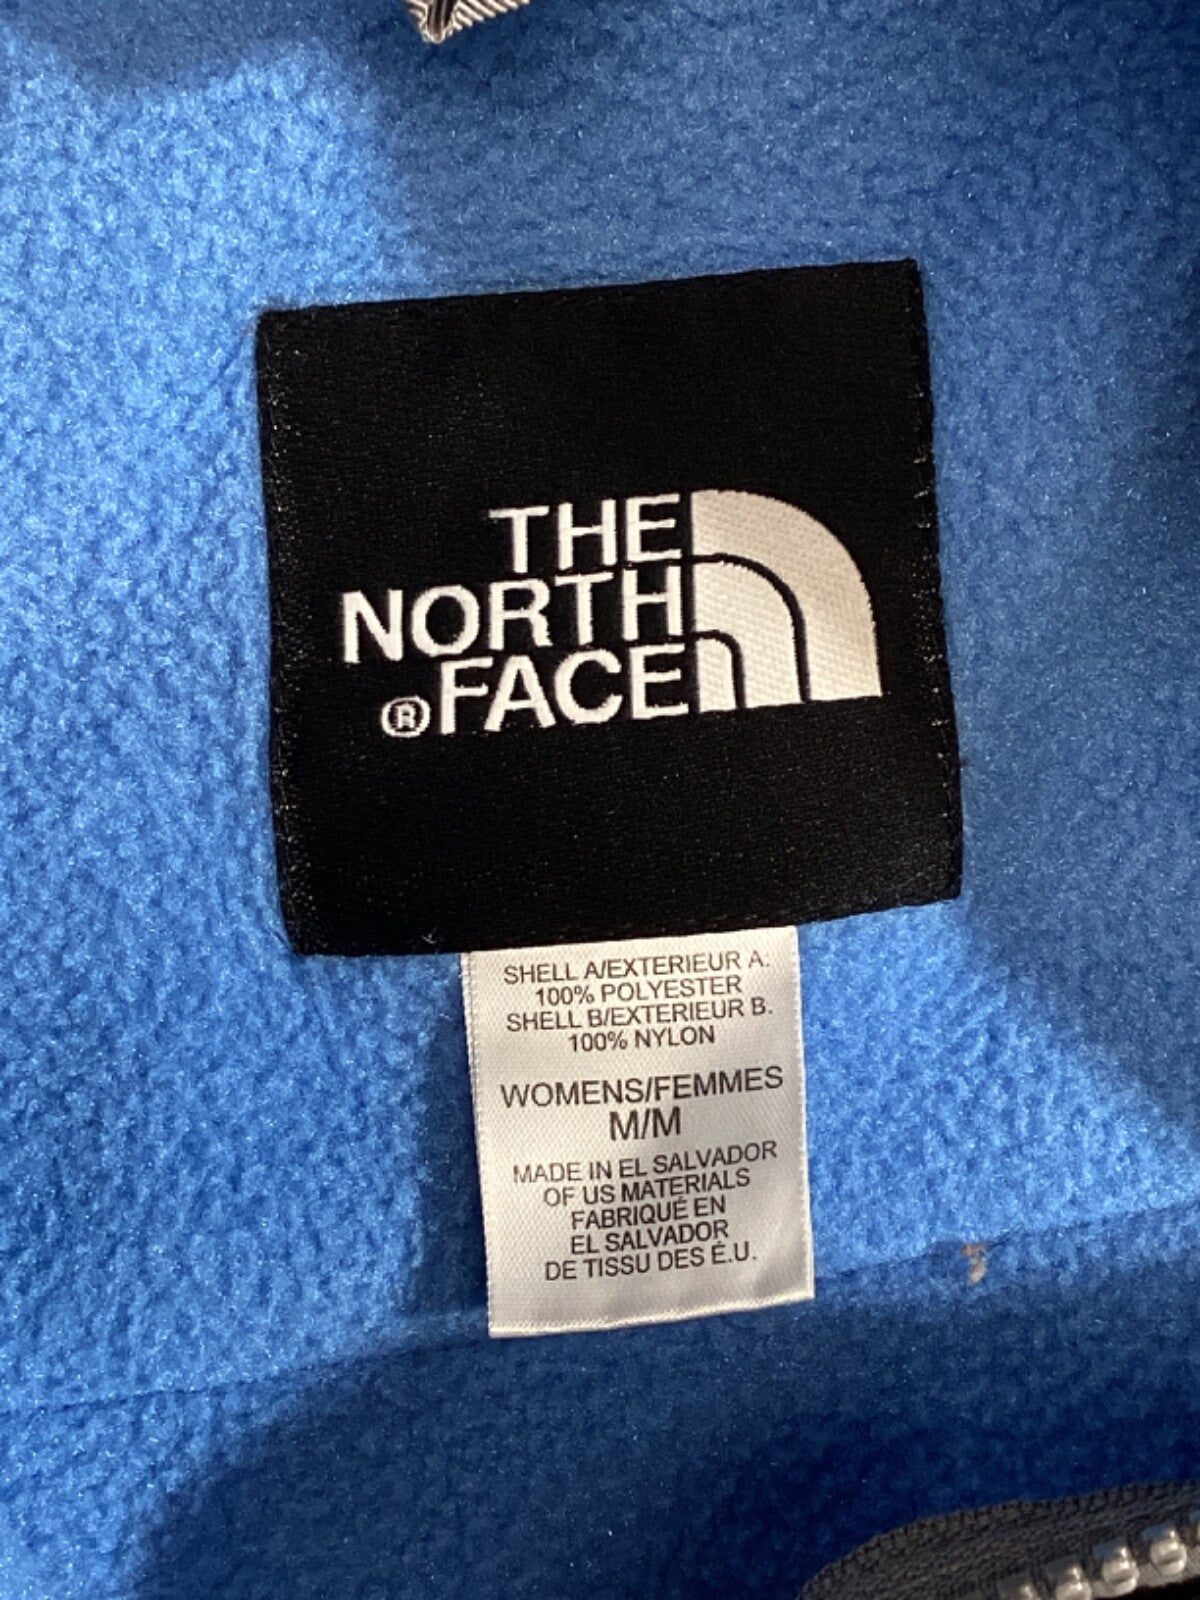 THE
NORTH
®FACE
SHELL A/EXTERIEUR A.
100% POLYESTER
SHELL B/EXTERIEUR B.
100% NYLON
WOMENS/FEMMES
M/M
MADE IN EL SALVADOR
OF US MATERIALS
FABRIQUÉ EN
EL SALVADOR
DE TISSU DES É.U.